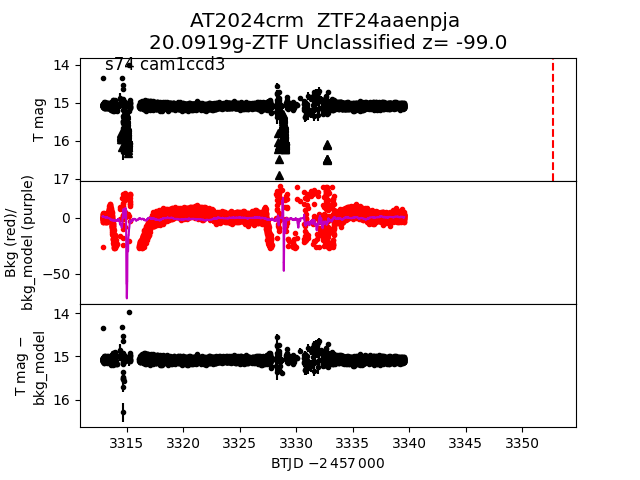 AT2024crm  ZTF24aaenpja
20.0919g-ZTF Unclassified z= -99.0
s74 cam1ccd3
T mag
14
15
16
17
Bkg (red)/
bkg_model (purple)
0
−50
T mag −
bkg_model
14
15
16
3315
3320
3325
3330
3335
3340
3345
3350
BTJD −2 457 000